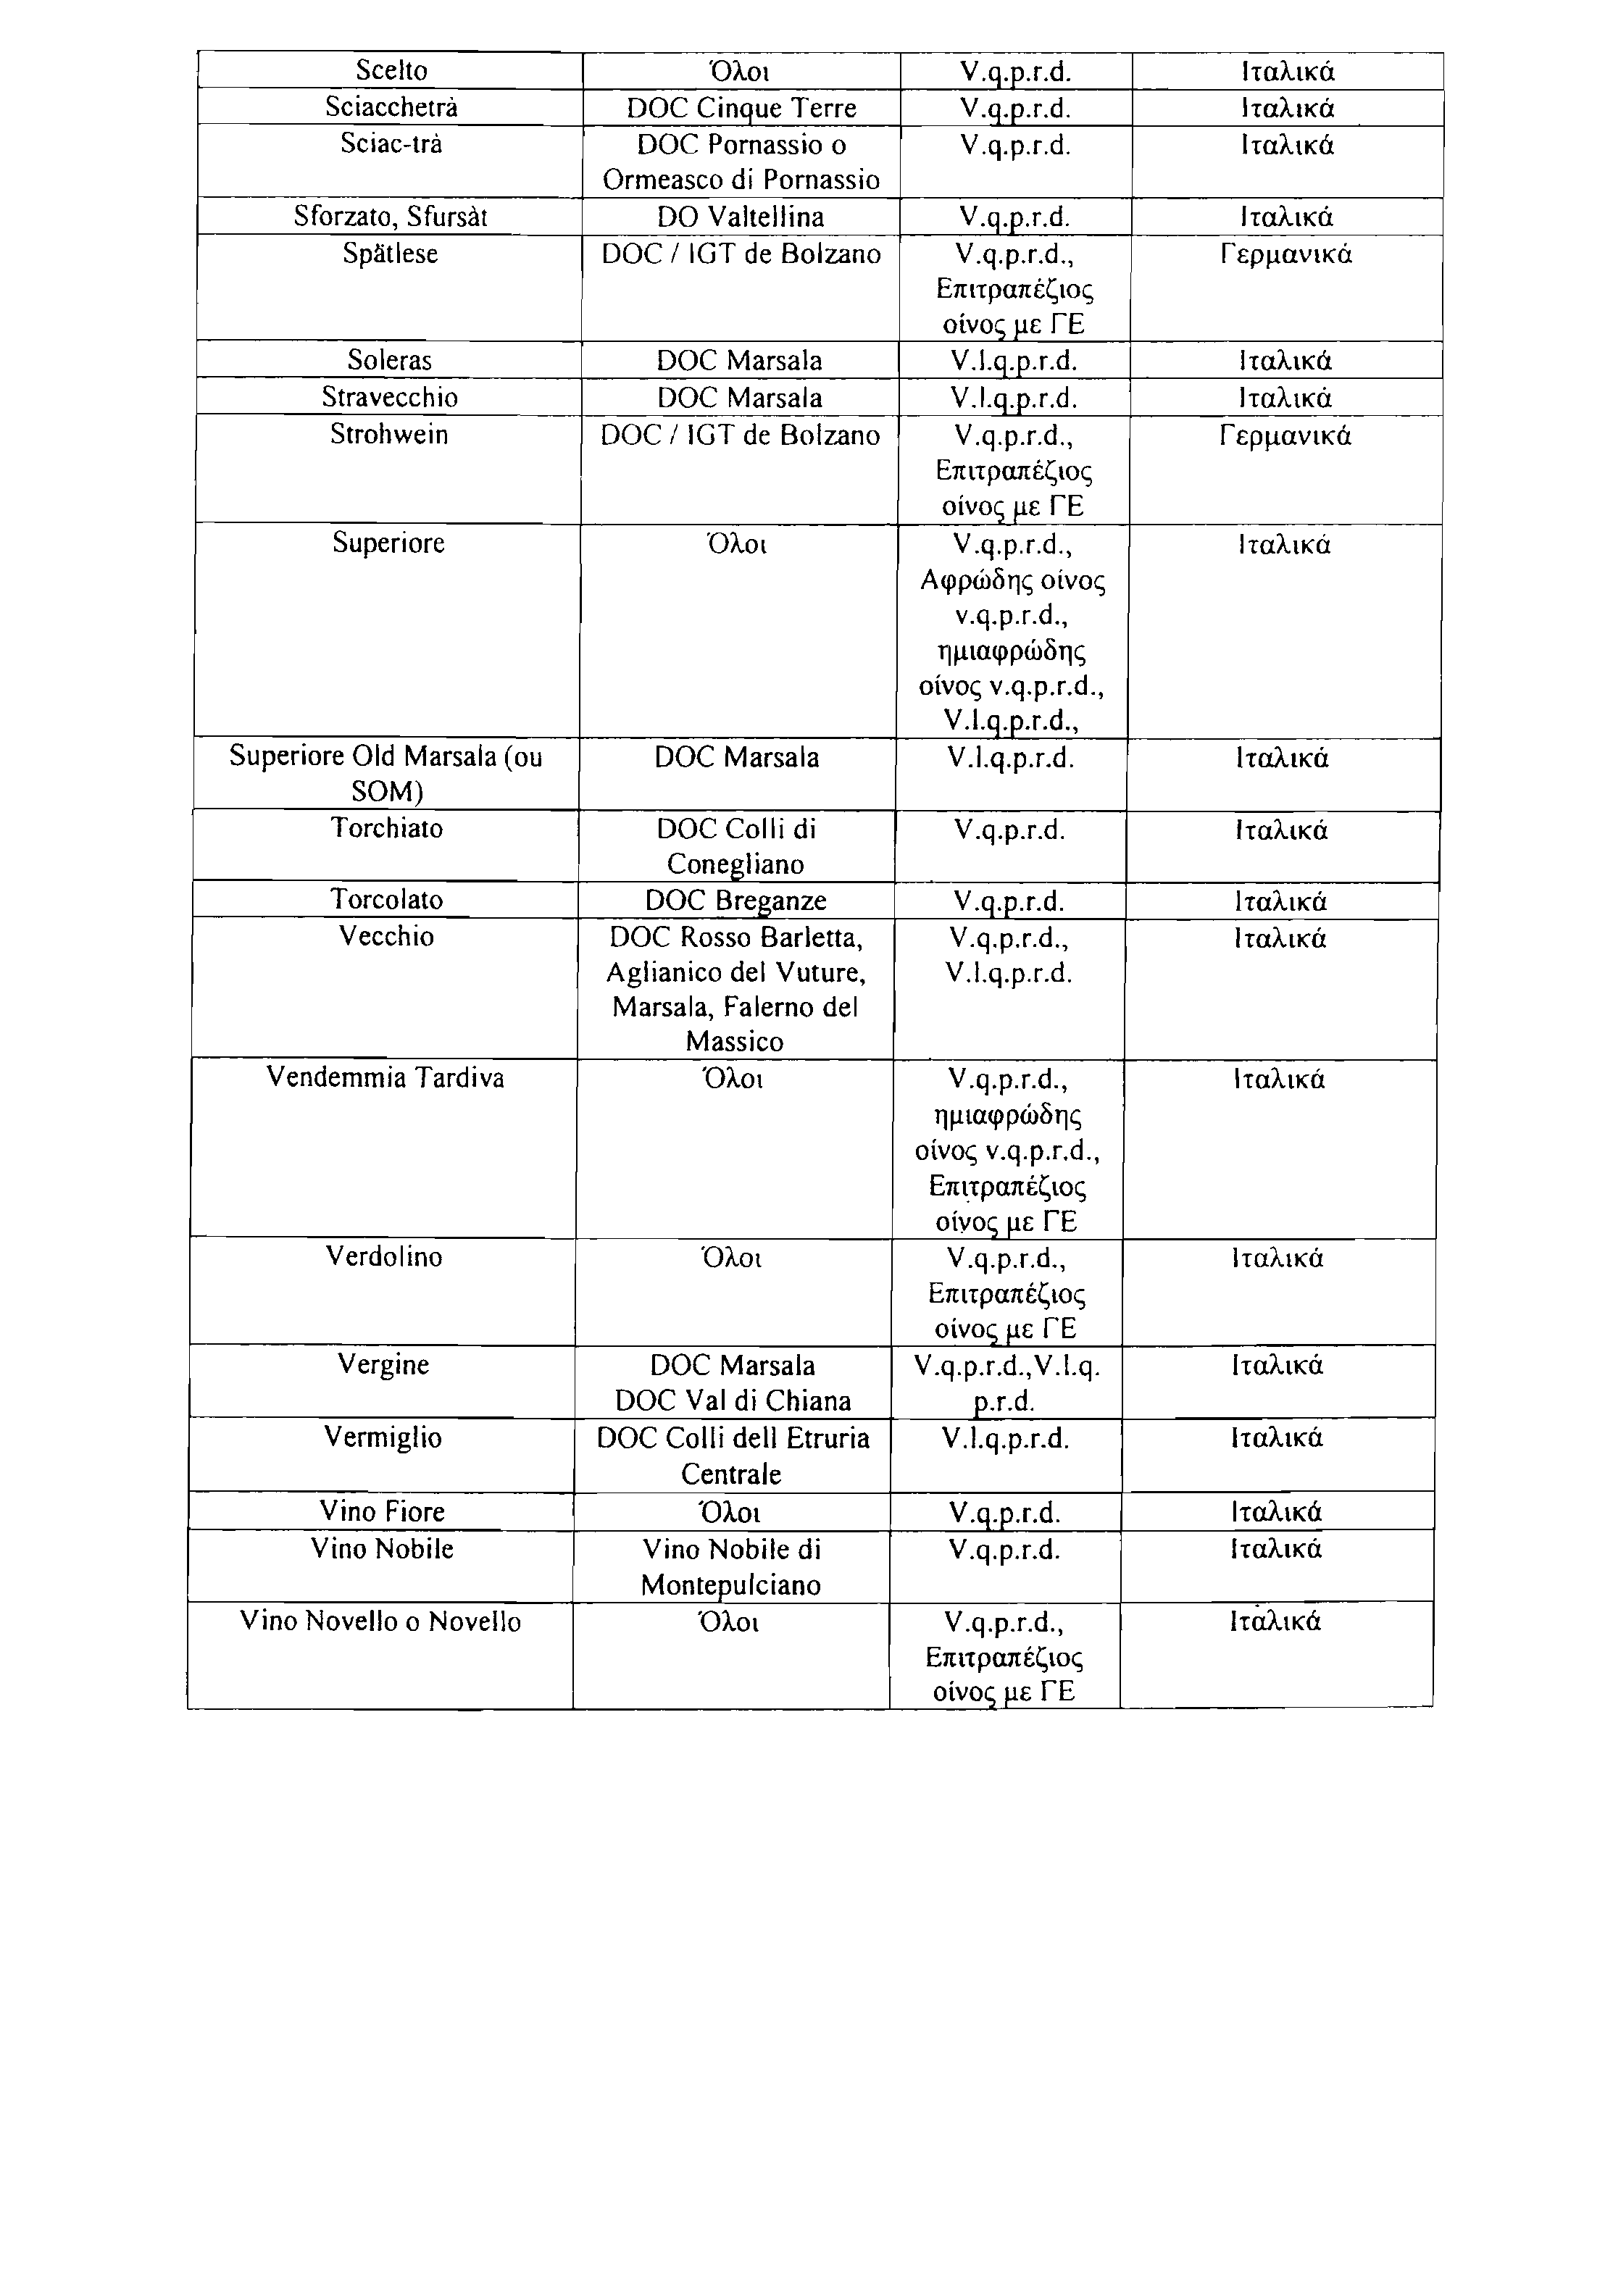 Scelto Όλοι V.q.p.r.d. Ιταλικά
Sciacchetrà DOC Cinque Terre V.q.p.r.d. Ιταλικά
Sciac-trà DOC Pornassio o V.q.p.r.d. Ιταλικά
Ormeasco di Pornassio
Sforzato, Sfursàt DO Valtellina V.q.p.r.d. Ιταλικά
Spätlese DOC / IGT de Bolzano V.q.p.r.d., Γερμανικά
Επιτραπέζιος
οίνος με ΓΕ
Soleras DOC Marsala V.l.q.p.r.d. Ιταλικά
Stravecchio DOC Marsala V.l.q.p.r.d. Ιταλικά
Strohwein DOC / IGT de Bolzano V.q.p.r.d., Γερμανικά
Επιτραπέζιος
οίνος με ΓΕ
Superiore Όλοι V.q.p.r.d., Ιταλικά
Αφρώδης οίνος
v.q.p.r.d.,
ημιαφρώδης
οίνος v.q.p.r.d.,
V.l.q.p.r.d.,
Superiore Old Marsala (ou DOC Marsala V.l.q.p.r.d. Ιταλικά
SOM)
Torchiato DOC Colli di V.q.p.r.d. Ιταλικά
Conegliano
Torcolato DOC Breganze V.q.p.r.d. Ιταλικά
Vecchio DOC Rosso Barletta, V.q.p.r.d., Ιταλικά
Aglianico del Vuture, V.l.q.p.r.d.
Marsala, Falerno del
Massico
Vendemmia Tardiva Όλοι V.q.p.r.d., Ιταλικά
ημιαφρώδης
οίνος v.q.p.r.d.,
Επιτραπέζιος
οίνος με ΓΕ
Verdolino Όλοι V.q.p.r.d., Ιταλικά
Επιτραπέζιος
οίνος με ΓΕ
Vergine DOC Marsala V.q.p.r.d.,V.l.q. Ιταλικά
DOC Val di Chiana p.r.d.
Vermiglio DOC Colli dell Etruria V.l.q.p.r.d. Ιταλικά
Centrale
Vino Fiore Όλοι V.q.p.r.d. Ιταλικά
Vino Nobile Vino Nobile di V.q.p.r.d. Ιταλικά
Montepulciano
Vino Novello o Novello Όλοι V.q.p.r.d., Ιταλικά
Επιτραπέζιος
οίνος με ΓΕ